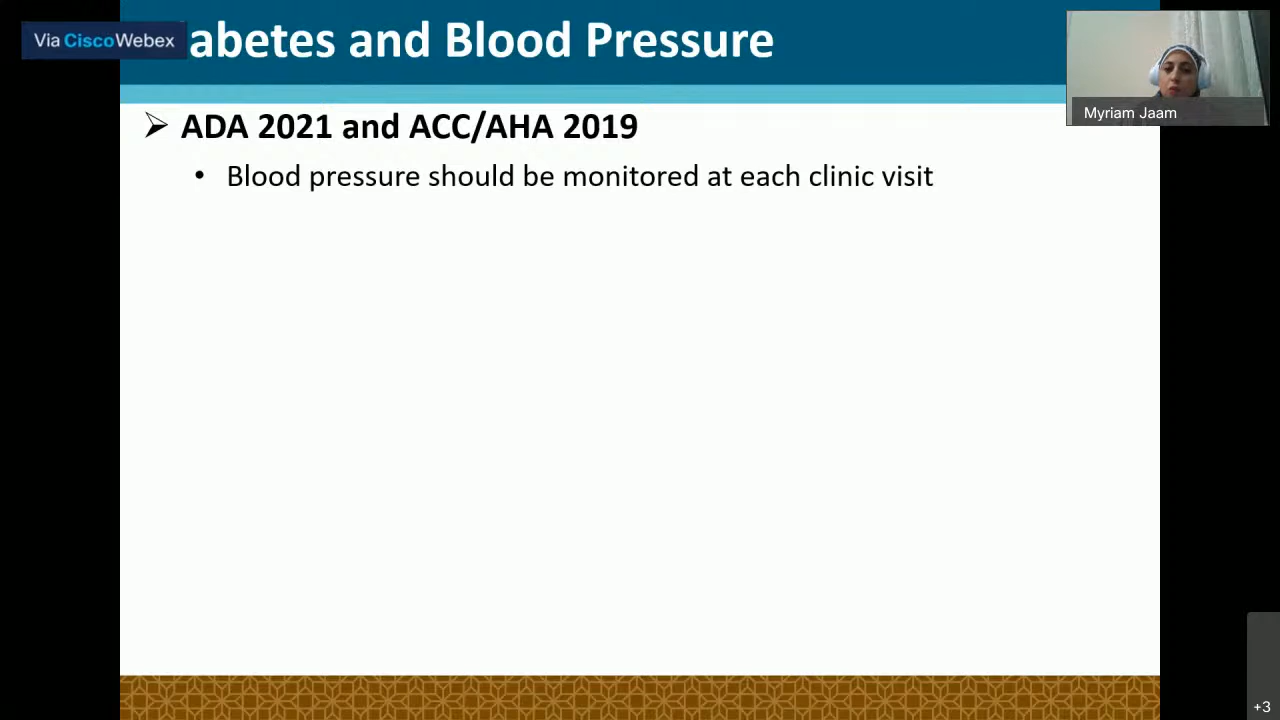 Via CiscoWebex
abetes and Blood Pressure
Myriam Jaam
➢ ADA 2021 and ACC/AHA 2019
• Blood pressure should be monitored at each clinic visit
+3